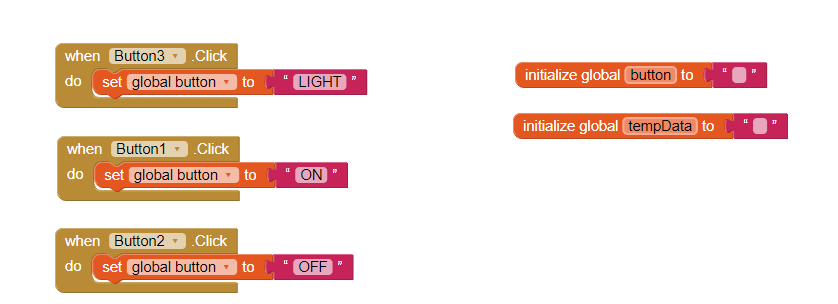 when Button3 .Click
do set global button to " LIGHT "
initialize global button to " "
initialize global tempData to " "
when Button1 .Click
do set global button to " ON "
when Button2 .Click
do set global button to " OFF "